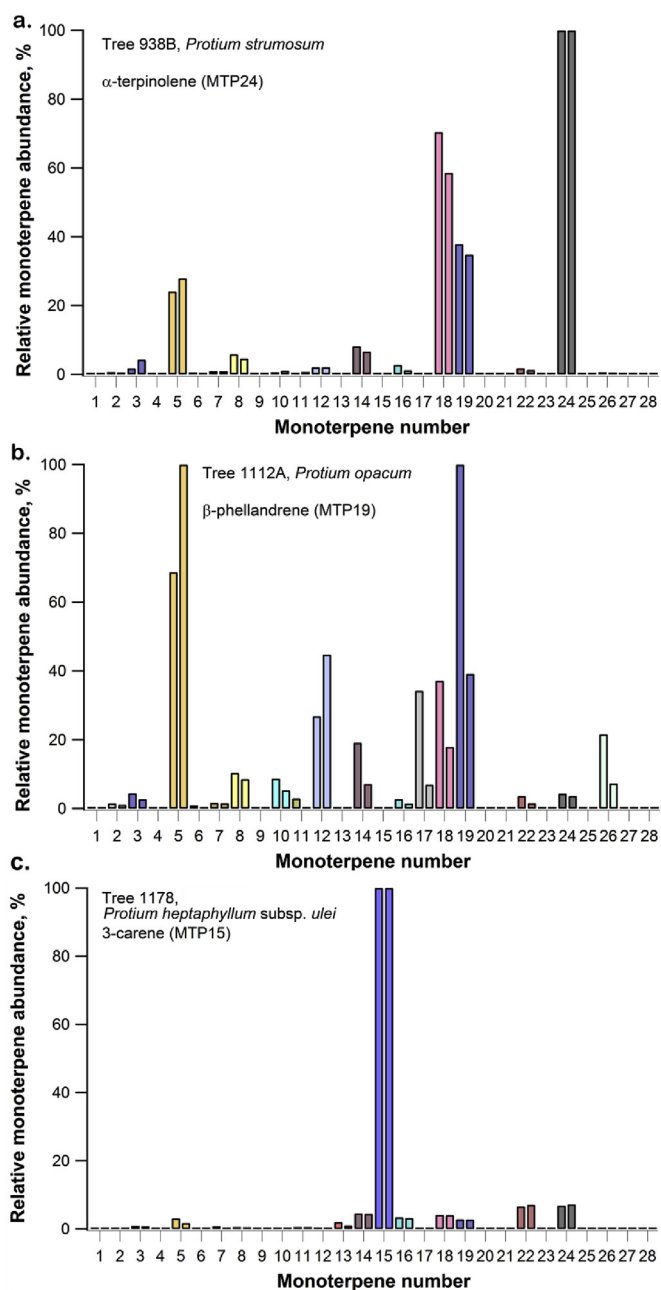 a.
Relative monoterpene abundance, %
100
80
60
40
20
0
Tree 938B, Protium strumosum
α-terpinolene (MTP24)
1 2 3 4 5 6 7 8 9 10 11 12 13 14 15 16 17 18 19 20 21 22 23 24 25 26 27 28
Monoterpene number
b.
Relative monoterpene abundance, %
100
80
60
40
20
0
Tree 1112A, Protium opacum
β-phellandrene (MTP19)
1 2 3 4 5 6 7 8 9 10 11 12 13 14 15 16 17 18 19 20 21 22 23 24 25 26 27 28
Monoterpene number
c.
Relative monoterpene abundance, %
100
80
60
40
20
0
Tree 1178,
Protium heptaphyllum subsp. ulei
3-carene (MTP15)
1 2 3 4 5 6 7 8 9 10 11 12 13 14 15 16 17 18 19 20 21 22 23 24 25 26 27 28
Monoterpene number